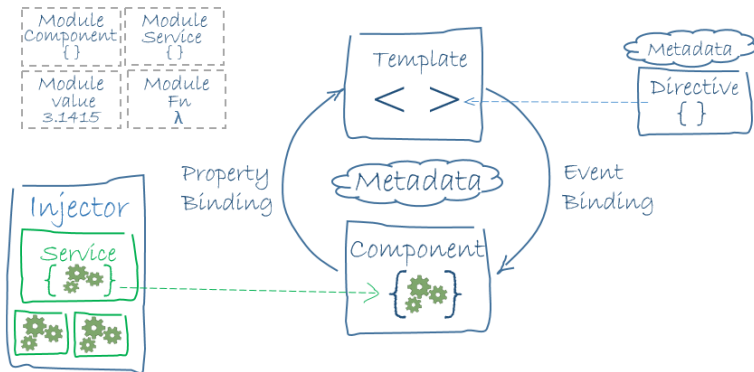 Module
Component
{ }
Module
Service
{ }
Module
value
3.1415
Module
Fn
λ
Template
< >
Metadata
Directive
{ }
Property
Binding
Metadata
Event
Binding
Injector
Service
{ }
Component
{ }